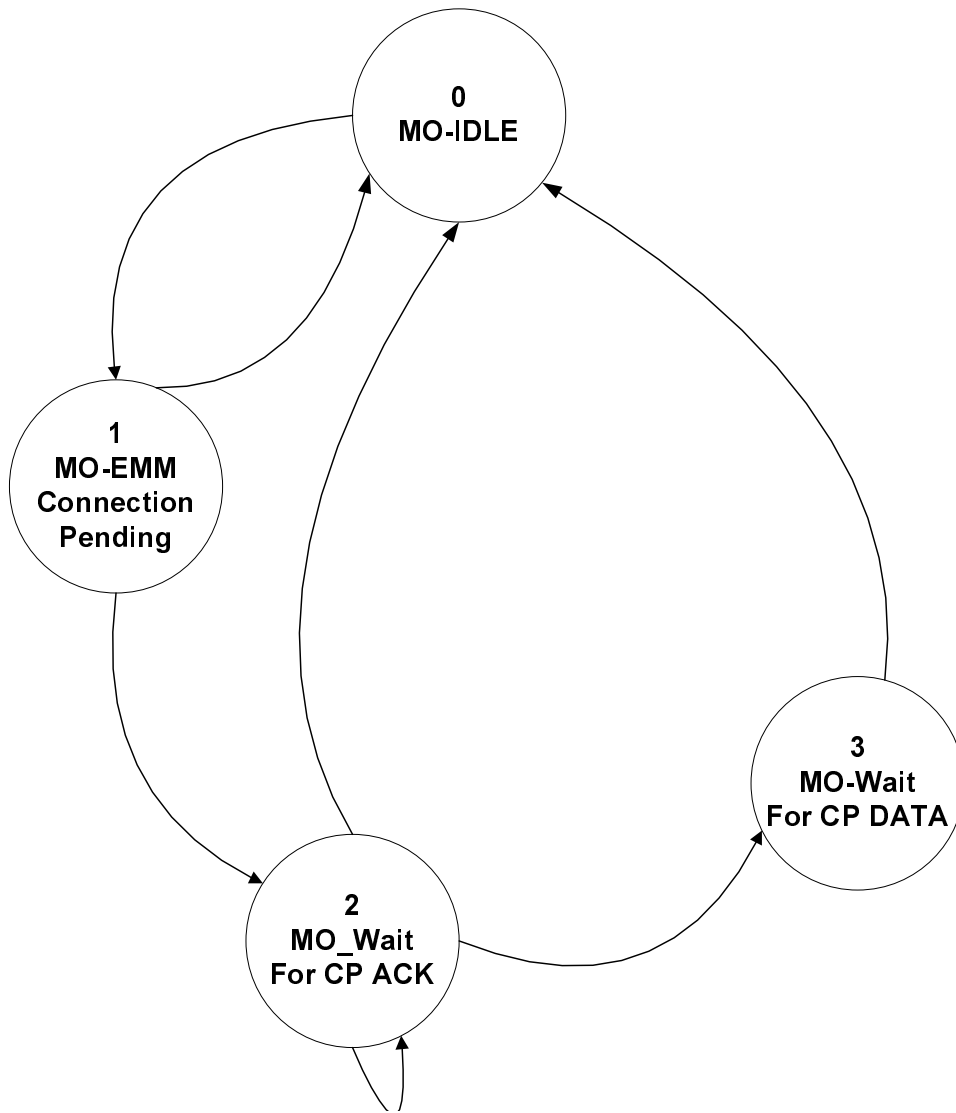 0
MO-IDLE
1
MO-EMM
Connection
Pending
3
MO-Wait
For CP DATA
2
MO_Wait
For CP ACK